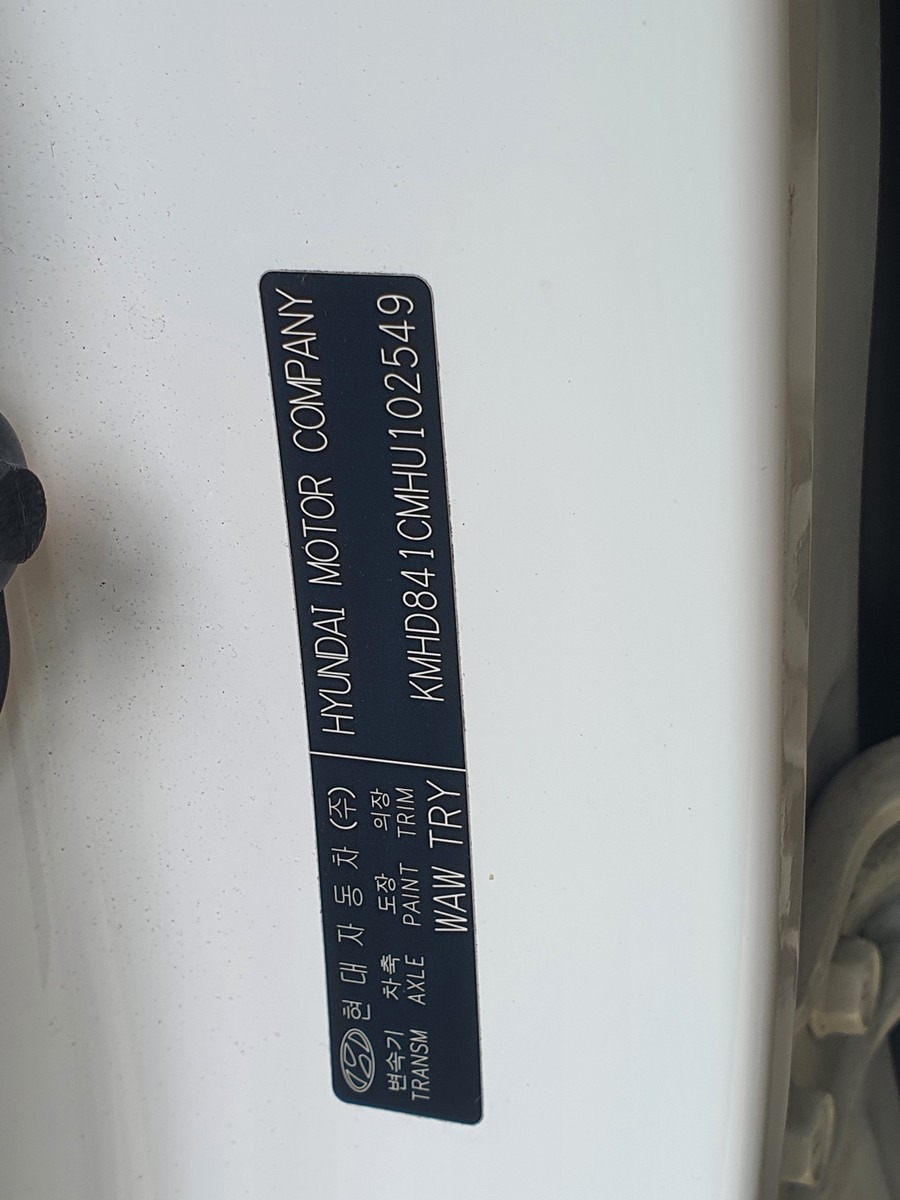 현대자동차(주) HYUNDAI MOTOR COMPANY
변속기 차축 도장 의장
TRANSM AXLE PAINT TRIM KMHD841CMHU102549
WAW TRY